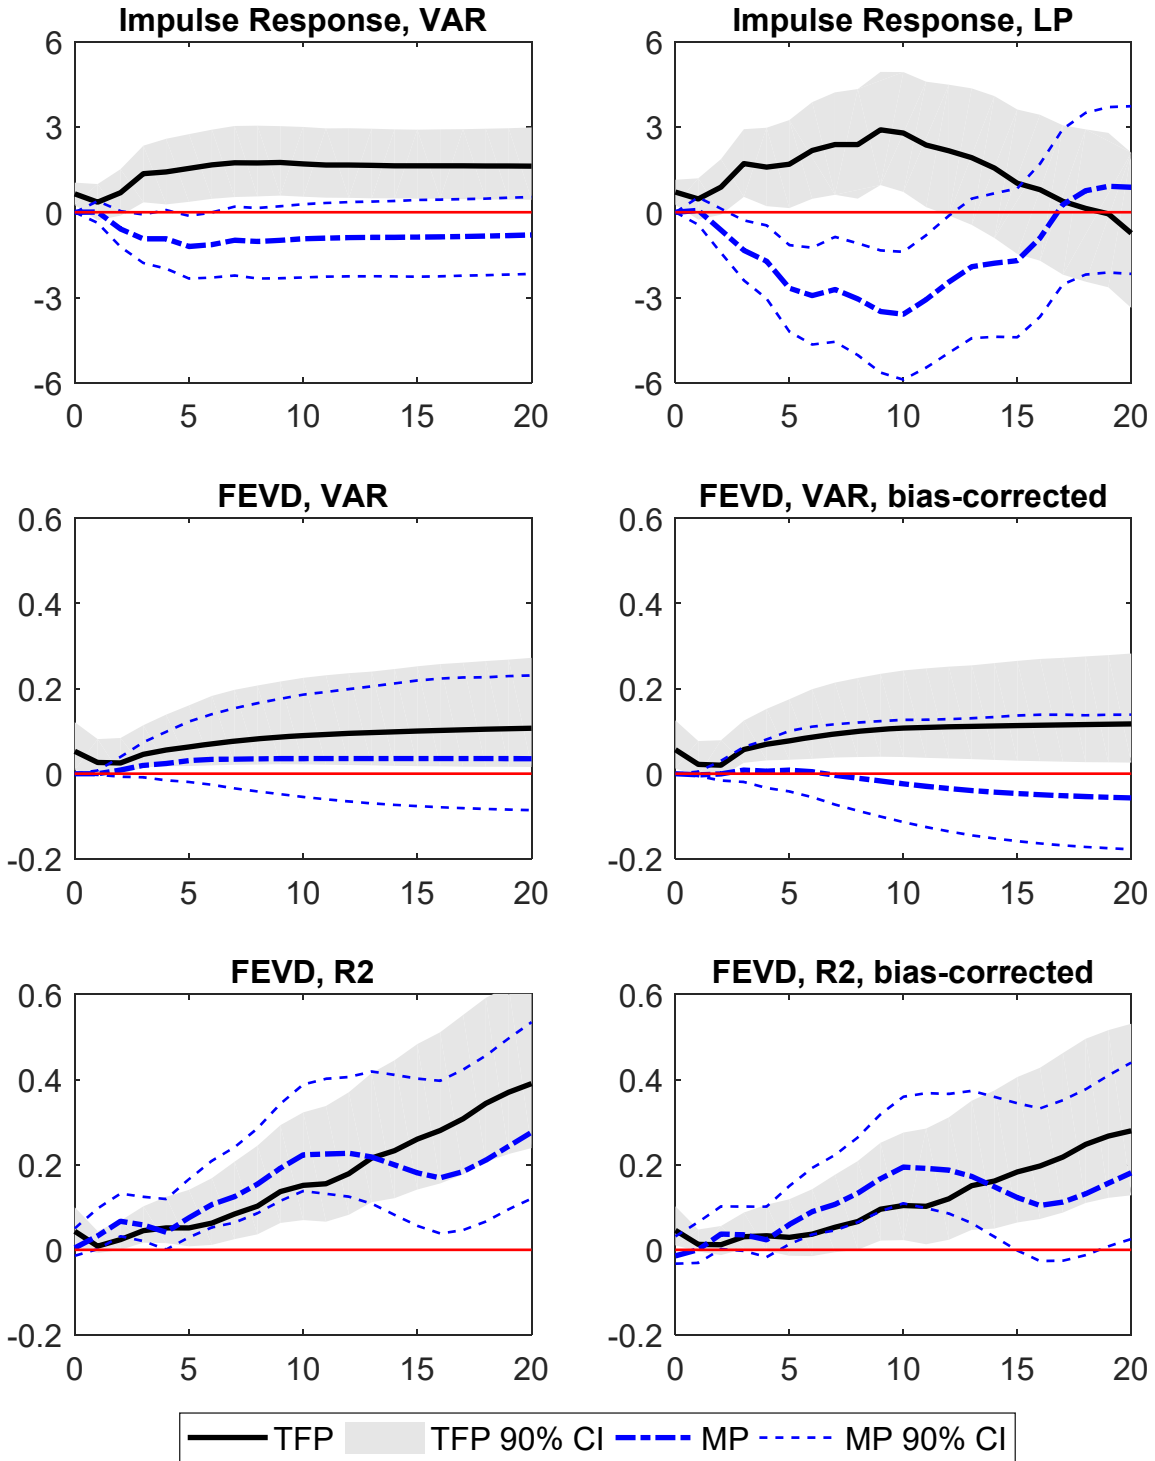 Impulse Response, VAR
6
3
0
-3
-6
0 5 10 15 20
Impulse Response, LP
6
3
0
-3
-6
0 5 10 15 20
FEVD, VAR
0.6
0.4
0.2
0
-0.2
0 5 10 15 20
FEVD, VAR, bias-corrected
0.6
0.4
0.2
0
-0.2
0 5 10 15 20
FEVD, R2
0.6
0.4
0.2
0
-0.2
0 5 10 15 20
FEVD, R2, bias-corrected
0.6
0.4
0.2
0
-0.2
0 5 10 15 20
TFP TFP 90% CI MP MP 90% CI